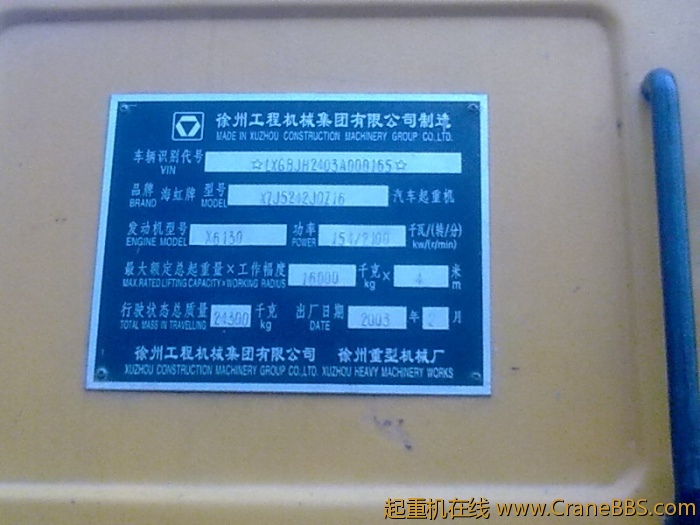 徐州工程机械集团有限公司制造
MADE IN XUZHOU CONSTRUCTION MACHINERY GROUP CO.,LTD.
车辆识别代号 ☆LXGBJH2403A000165☆
VIN
品牌 海虹牌 型号 XZJ5242JQZ16 汽车起重机
BRAND MODEL
发动机型号 X6130 功率 154/2100 千瓦/(转/分)
ENGINE MODEL POWER kw/(r/min)
最大额定总起重量×工作幅度 16000 千克 × 4 米
MAX.RATED LIFTING CAPACITY×WORKING RADIUS kg m
行驶状态总质量 24300 千克 出厂日期 2003 年 2 月
TOTAL MASS IN TRAVELLING kg DATE
徐州工程机械集团有限公司 徐州重型机械厂
XUZHOU CONSTRUCTION MACHINERY GROUP CO.,LTD. XUZHOU HEAVY MACHINERY WORKS
起重机在线 www.CraneBBS.com